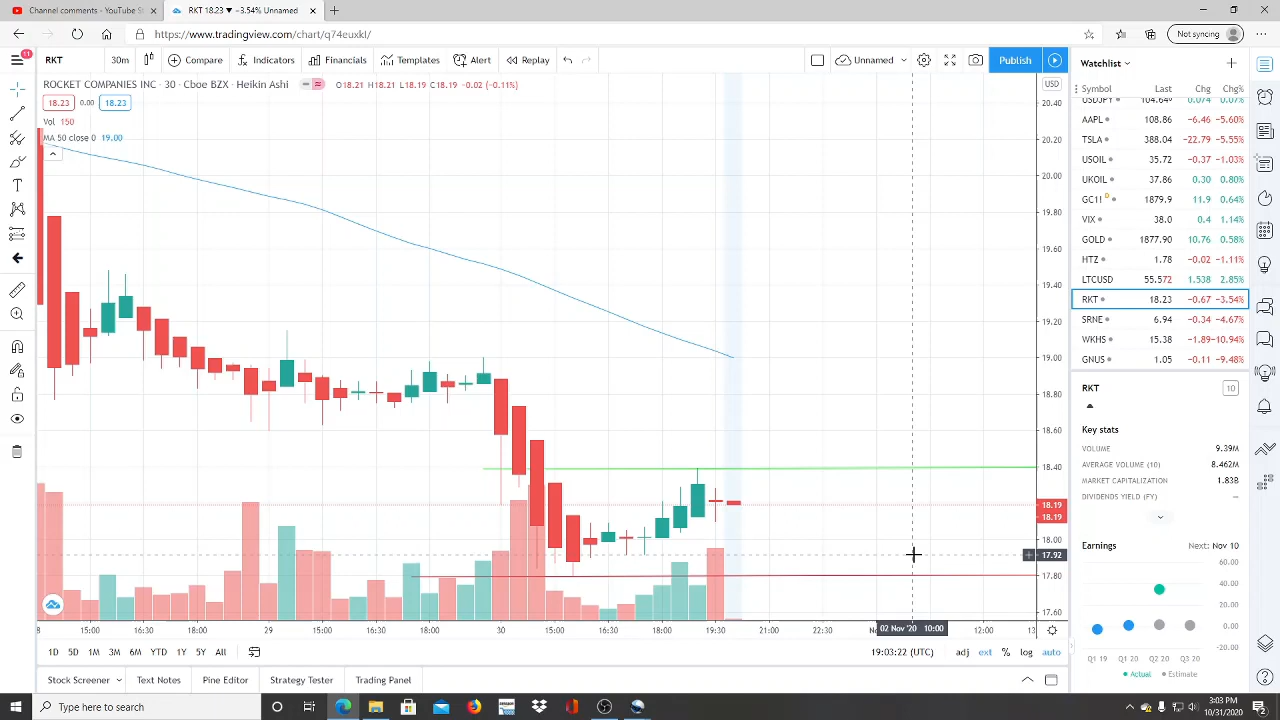 Channel comments - YouTube St
RKT 18.23 ▼ −3.54% Unnamed
https://www.tradingview.com/chart/q74euxkl/
Not syncing
11
RKT 30m Compare Indicators Financials Templates Alert Replay Unnamed Publish
ROCKET COMPANIES INC · 30 · Cboe BZX · Heikin Ashi
H18.21 L18.19 C18.19 −0.02 (−0.11%)
18.23 0.00 18.23
Vol 150
MA 50 close 0 19.00
USD
20.40
20.20
20.00
19.80
19.60
19.40
19.20
19.00
18.80
18.60
18.40
18.19
18.19
18.00
17.92
17.80
17.60
15:00 16:30 18:00 29 15:00 16:30 18:00 30 15:00 16:30 18:00 19:30 21:00 22:30 02 Nov '20 10:00 12:00
1D 5D 1M 3M 6M YTD 1Y 5Y All
19:03:22 (UTC) adj ext % log auto
Stock Screener Text Notes Pine Editor Strategy Tester Trading Panel
Watchlist
Symbol Last Chg Chg%
USDJPY 104.649 0.074 0.07%
AAPL 108.86 −6.46 −5.60%
TSLA 388.04 −22.79 −5.55%
USOIL 35.72 −0.37 −1.03%
UKOIL 37.86 0.30 0.80%
GC1! D 1879.9 11.9 0.64%
VIX 38.0 0.4 1.14%
GOLD 1877.90 10.76 0.58%
HTZ 1.78 −0.02 −1.11%
LTCUSD 55.572 1.538 2.85%
RKT 18.23 −0.67 −3.54%
SRNE 6.94 −0.34 −4.67%
WKHS 15.38 −1.89 −10.94%
GNUS 1.05 −0.11 −9.48%
RKT 10
Key stats
VOLUME 9.39M
AVERAGE VOLUME (10) 8.462M
MARKET CAPITALIZATION 1.83B
DIVIDENDS YIELD (FY) —
Earnings Next: Nov 10
60.00
40.00
20.00
0.00
-20.00
Q1 19 Q1 20 Q2 20 Q3 20
Actual Estimate
Type here to search
amazon
3:03 PM
10/31/2020